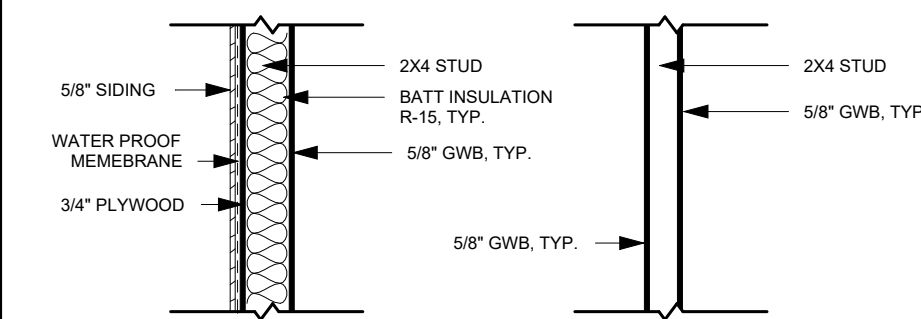 5/8" SIDING
WATER PROOF
MEMEBRANE
3/4" PLYWOOD
2X4 STUD
BATT INSULATION
R-15, TYP.
5/8" GWB, TYP.
5/8" GWB, TYP.
2X4 STUD
5/8" GWB, TYP